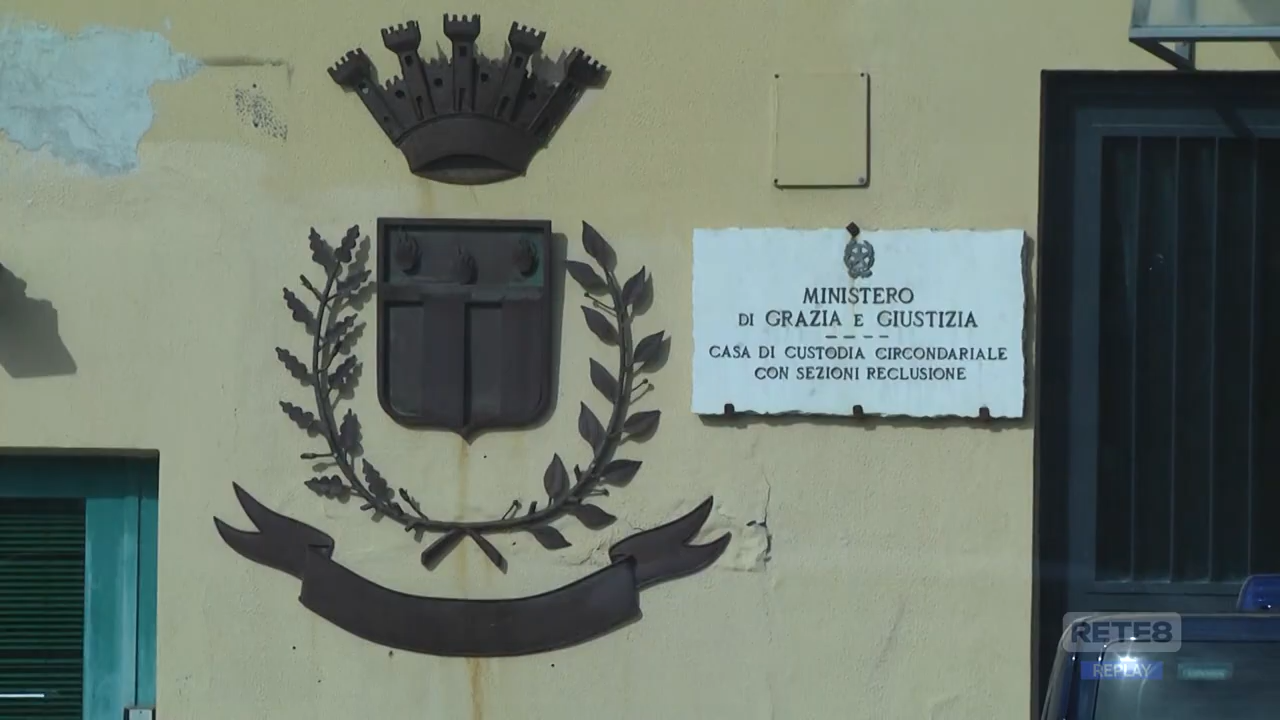 MINISTERO
DI GRAZIA E GIUSTIZIA
CASA DI CUSTODIA CIRCONDARIALE
CON SEZIONI RECLUSIONE
RETE8
REPLAY